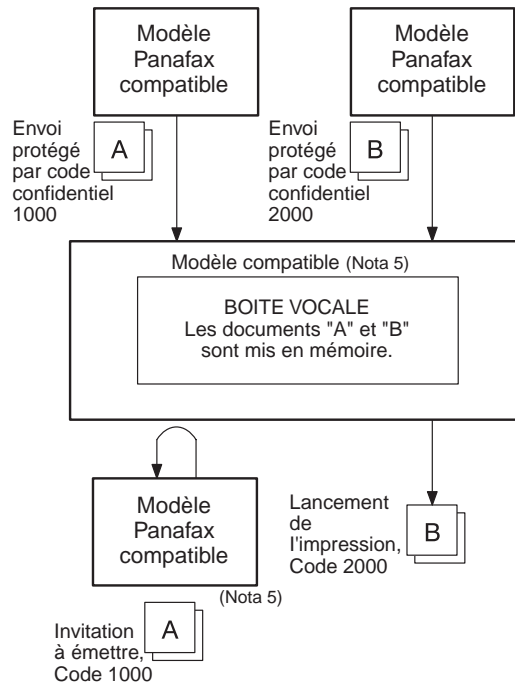 Modèle
Panafax
compatible
Modèle
Panafax
compatible
Envoi
protégé
par code
confidentiel
1000
A
Envoi
protégé
par code
confidentiel
2000
B
Modèle compatible (Nota 5)
BOITE VOCALE
Les documents "A" et "B"
sont mis en mémoire.
Modèle
Panafax
compatible
(Nota 5)
Invitation
à émettre,
Code 1000
A
Lancement
de
l'impression,
Code 2000
B